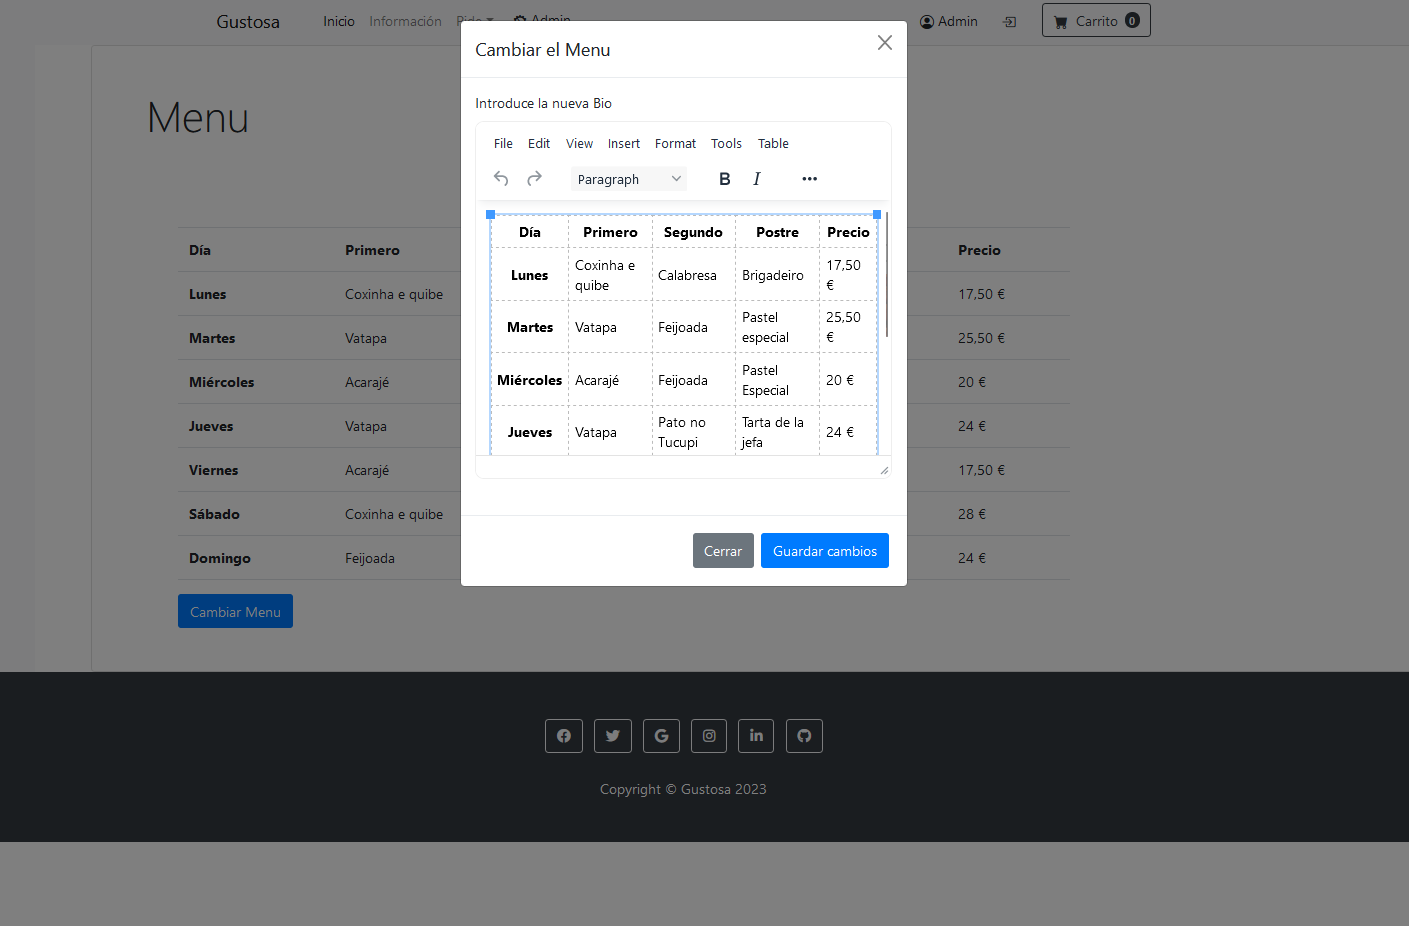 Gustosa Inicio Información Pide Admin Admin Carrito 0
Menu
Día Primero Precio
Lunes Coxinha e quibe 17,50 €
Martes Vatapa 25,50 €
Miércoles Acarajé 20 €
Jueves Vatapa 24 €
Viernes Acarajé 17,50 €
Sábado Coxinha e quibe 28 €
Domingo Feijoada 24 €
Cambiar Menu
Cambiar el Menu
Introduce la nueva Bio
File Edit View Insert Format Tools Table
Paragraph B I
Día Primero Segundo Postre Precio
Lunes Coxinha e quibe Calabresa Brigadeiro 17,50 €
Martes Vatapa Feijoada Pastel especial 25,50 €
Miércoles Acarajé Feijoada Pastel Especial 20 €
Jueves Vatapa Pato no Tucupi Tarta de la jefa 24 €
Cerrar Guardar cambios
Copyright © Gustosa 2023